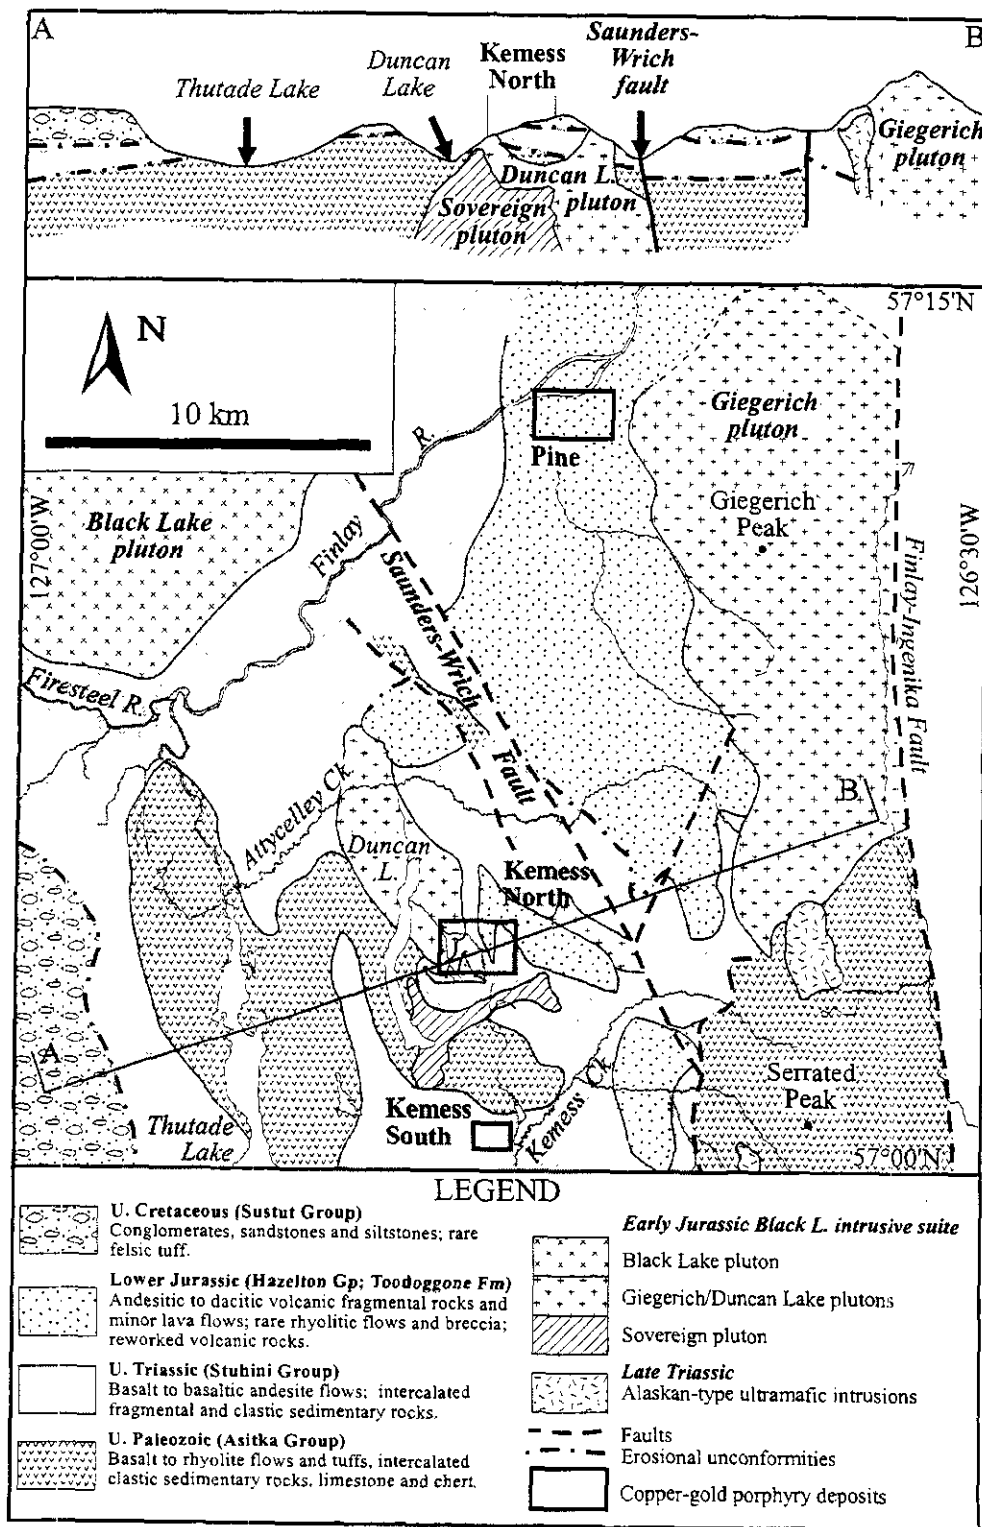 A
B
Thutade Lake
Duncan
Lake
Kemess
North
Saunders-
Wrich
fault
Giegerich
pluton
Duncan L.
pluton
Sovereign
pluton
57°15'N
N
10 km
R.
Pine
Giegerich
pluton
Giegerich
Peak
Black Lake
pluton
127°00'W
Finlay
Saunders-Wrich
Fault
Finlay-Ingenika Fault
126°30'W
Firesteel R.
Attycelley Ck
Duncan
L.
Kemess
North
B
A
Thutade
Lake
Kemess
South
Kemess Ck
Serrated
Peak
57°00'N
LEGEND
U. Cretaceous (Sustut Group)
Conglomerates, sandstones and siltstones; rare
felsic tuff.
Lower Jurassic (Hazelton Gp; Toodoggone Fm)
Andesitic to dacitic volcanic fragmental rocks and
minor lava flows; rare rhyolitic flows and breccia;
reworked volcanic rocks.
U. Triassic (Stuhini Group)
Basalt to basaltic andesite flows; intercalated
fragmental and clastic sedimentary rocks.
U. Paleozoic (Asitka Group)
Basalt to rhyolite flows and tuffs, intercalated
clastic sedimentary rocks, limestone and chert.
Early Jurassic Black L. intrusive suite
Black Lake pluton
Giegerich/Duncan Lake plutons
Sovereign pluton
Late Triassic
Alaskan-type ultramafic intrusions
Faults
Erosional unconformities
Copper-gold porphyry deposits